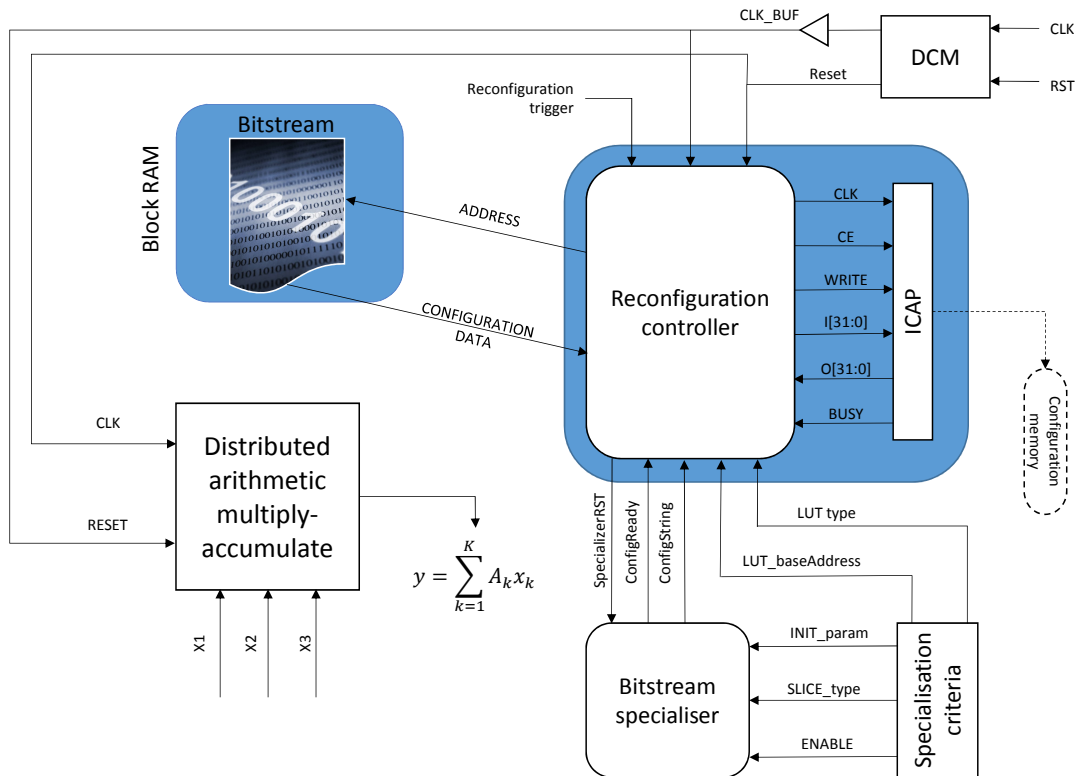 CLK_BUF
DCM
CLK
Reset
RST
Reconfiguration
trigger
Bitstream
Block RAM
ADDRESS
CONFIGURATION
DATA
Reconfiguration
controller
CLK
CE
WRITE
I[31:0]
O[31:0]
BUSY
ICAP
Configuration
memory
CLK
RESET
Distributed
arithmetic
multiply-
accumulate
X1
X2
X3
y = ∑_{k=1}^{K} A_k x_k
SpecializerRST
ConfigReady
ConfigString
LUT type
LUT_baseAddress
INIT_param
SLICE_type
ENABLE
Bitstream
specialiser
Specialisation
criteria